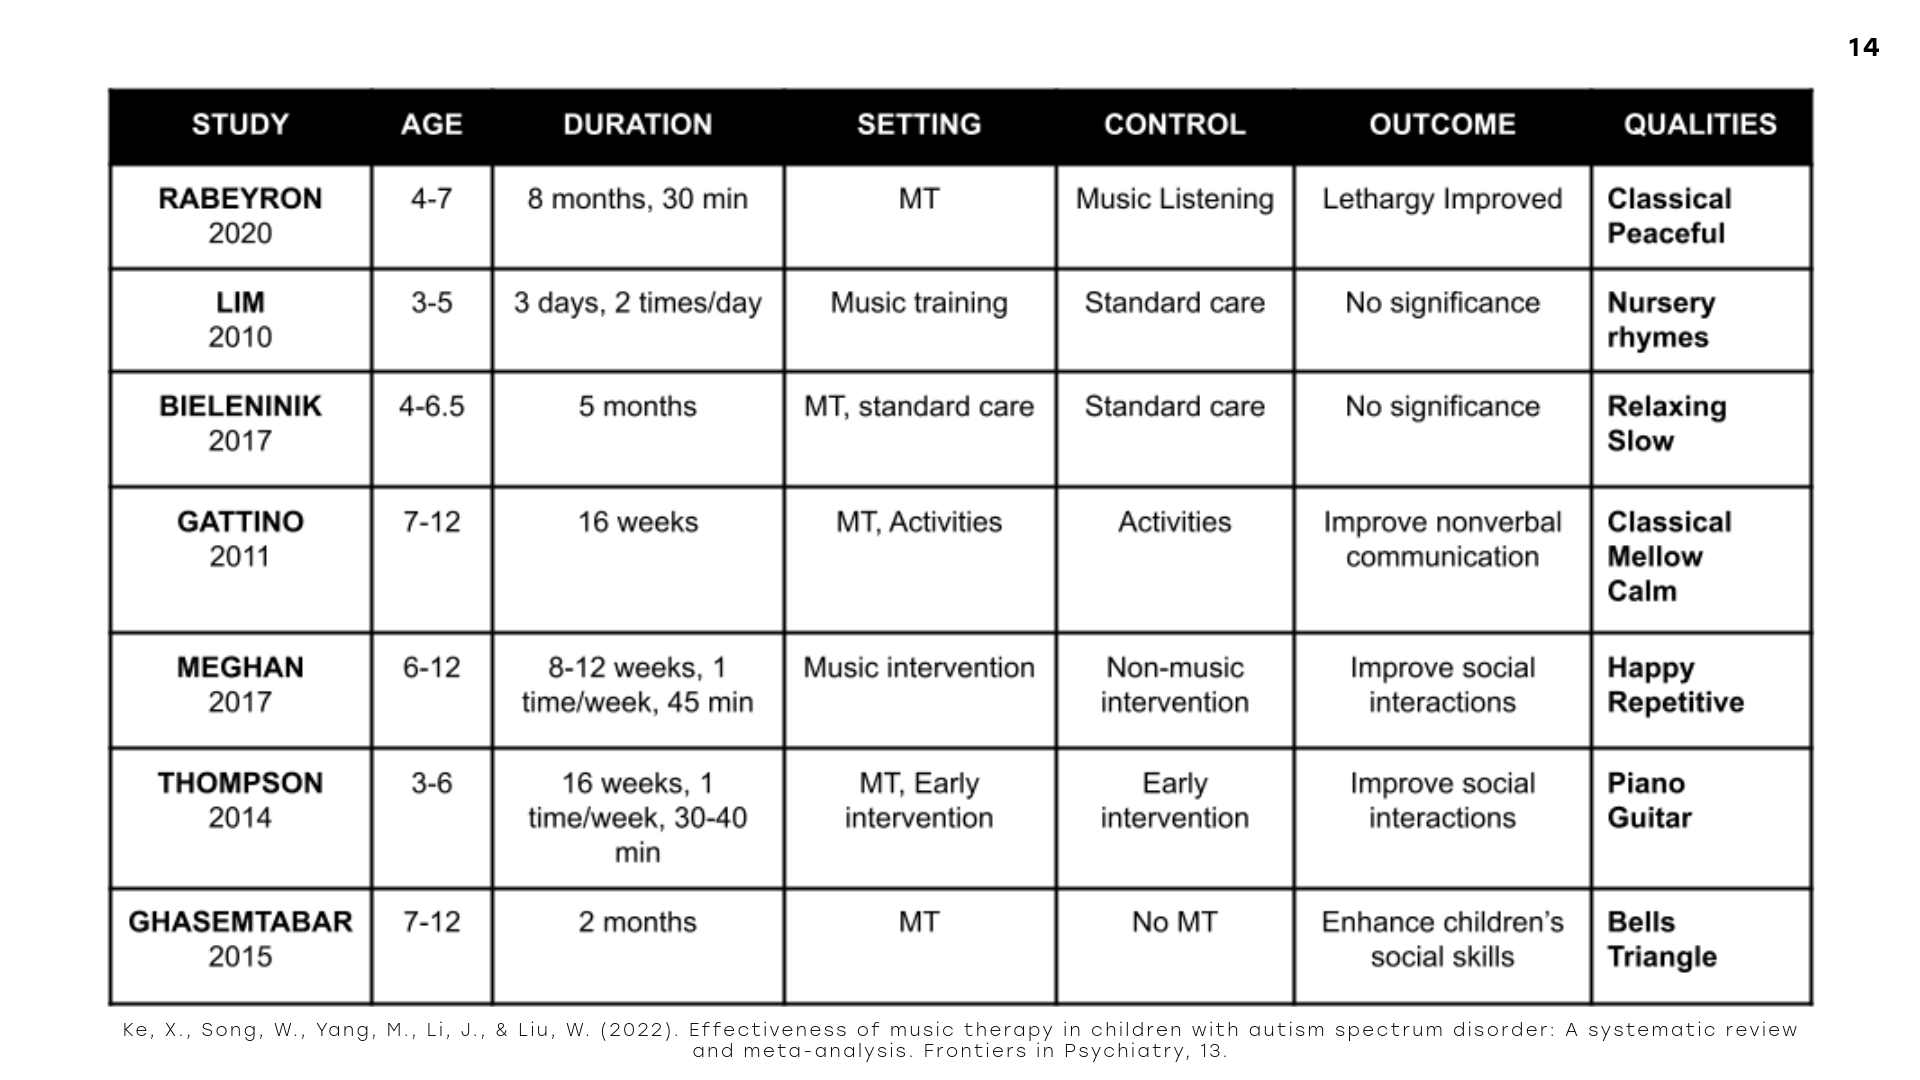 14
STUDY AGE DURATION SETTING CONTROL OUTCOME QUALITIES
RABEYRON 4-7 8 months, 30 min MT Music Listening Lethargy Improved Classical
2020 Peaceful
LIM 3-5 3 days, 2 times/day Music training Standard care No significance Nursery
2010 rhymes
BIELENINIK 4-6.5 5 months MT, standard care Standard care No significance Relaxing
2017 Slow
GATTINO 7-12 16 weeks MT, Activities Activities Improve nonverbal Classical
2011 communication Mellow
Calm
MEGHAN 6-12 8-12 weeks, 1 Music intervention Non-music Improve social Happy
2017 time/week, 45 min intervention interactions Repetitive
THOMPSON 3-6 16 weeks, 1 MT, Early Early Improve social Piano
2014 time/week, 30-40 intervention intervention interactions Guitar
min
GHASEMTABAR 7-12 2 months MT No MT Enhance children’s Bells
2015 social skills Triangle
Ke, X., Song, W., Yang, M., Li, J., & Liu, W. (2022). Effectiveness of music therapy in children with autism spectrum disorder: A systematic review
and meta-analysis. Frontiers in Psychiatry, 13.